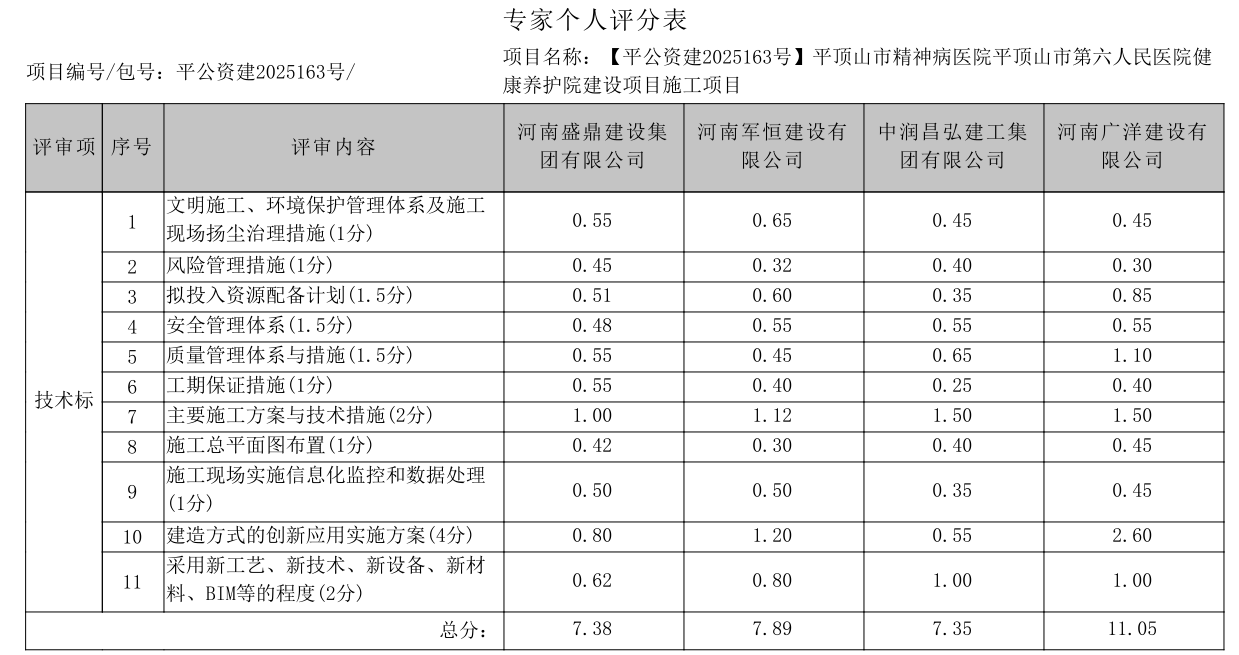 专家个人评分表
项目编号/包号：平公资建2025163号/
项目名称：【平公资建2025163号】平顶山市精神病医院平顶山市第六人民医院健
康养护院建设项目施工项目
评审项 序号 评审内容 河南盛鼎建设集 河南军恒建设有 中润昌弘建工集 河南广洋建设有
团有限公司 限公司 团有限公司 限公司
技术标
1 文明施工、环境保护管理体系及施工 0.55 0.65 0.45 0.45
现场扬尘治理措施(1分)
2 风险管理措施(1分) 0.45 0.32 0.40 0.30
3 拟投入资源配备计划(1.5分) 0.51 0.60 0.35 0.85
4 安全管理体系(1.5分) 0.48 0.55 0.55 0.55
5 质量管理体系与措施(1.5分) 0.55 0.45 0.65 1.10
6 工期保证措施(1分) 0.55 0.40 0.25 0.40
7 主要施工方案与技术措施(2分) 1.00 1.12 1.50 1.50
8 施工总平面图布置(1分) 0.42 0.30 0.40 0.45
9 施工现场实施信息化监控和数据处理 0.50 0.50 0.35 0.45
(1分)
10 建造方式的创新应用实施方案(4分) 0.80 1.20 0.55 2.60
11 采用新工艺、新技术、新设备、新材 0.62 0.80 1.00 1.00
料、BIM等的程度(2分)
总分： 7.38 7.89 7.35 11.05